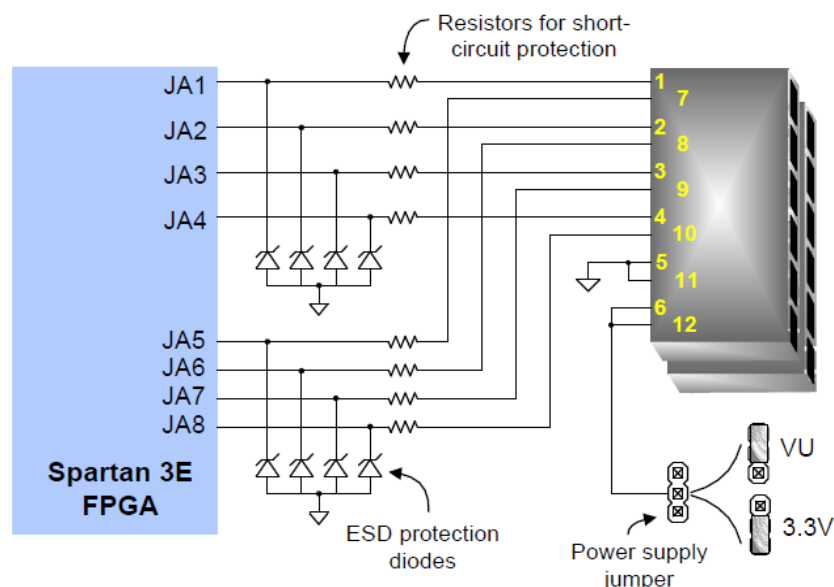 Resistors for short-
circuit protection
JA1
JA2
JA3
JA4
JA5
JA6
JA7
JA8
Spartan 3E
FPGA
1
7
2
8
3
9
4
10
5
11
6
12
ESD protection
diodes
Power supply
jumper
VU
3.3V